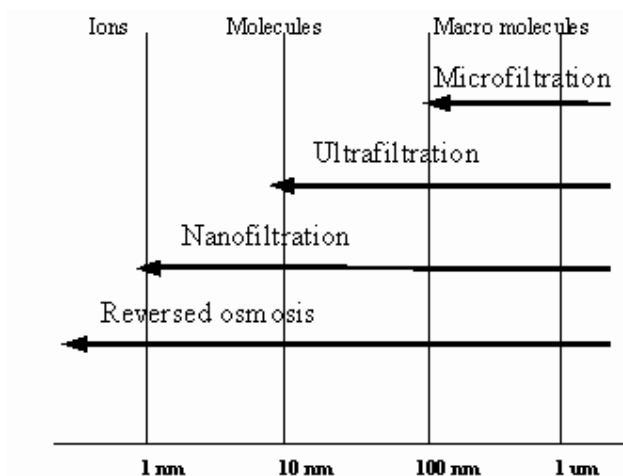 Ions Molecules Macro molecules
Microfiltration
Ultrafiltration
Nanofiltration
Reversed osmosis
1 nm 10 nm 100 nm 1 um